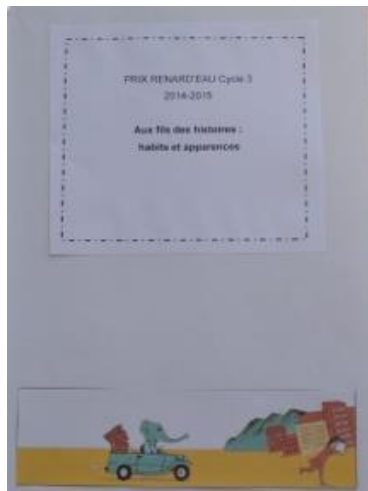 PRIX RENARD'EAU Cycle 3
2014-2015
Aux fils des histoires :
habits et apparences